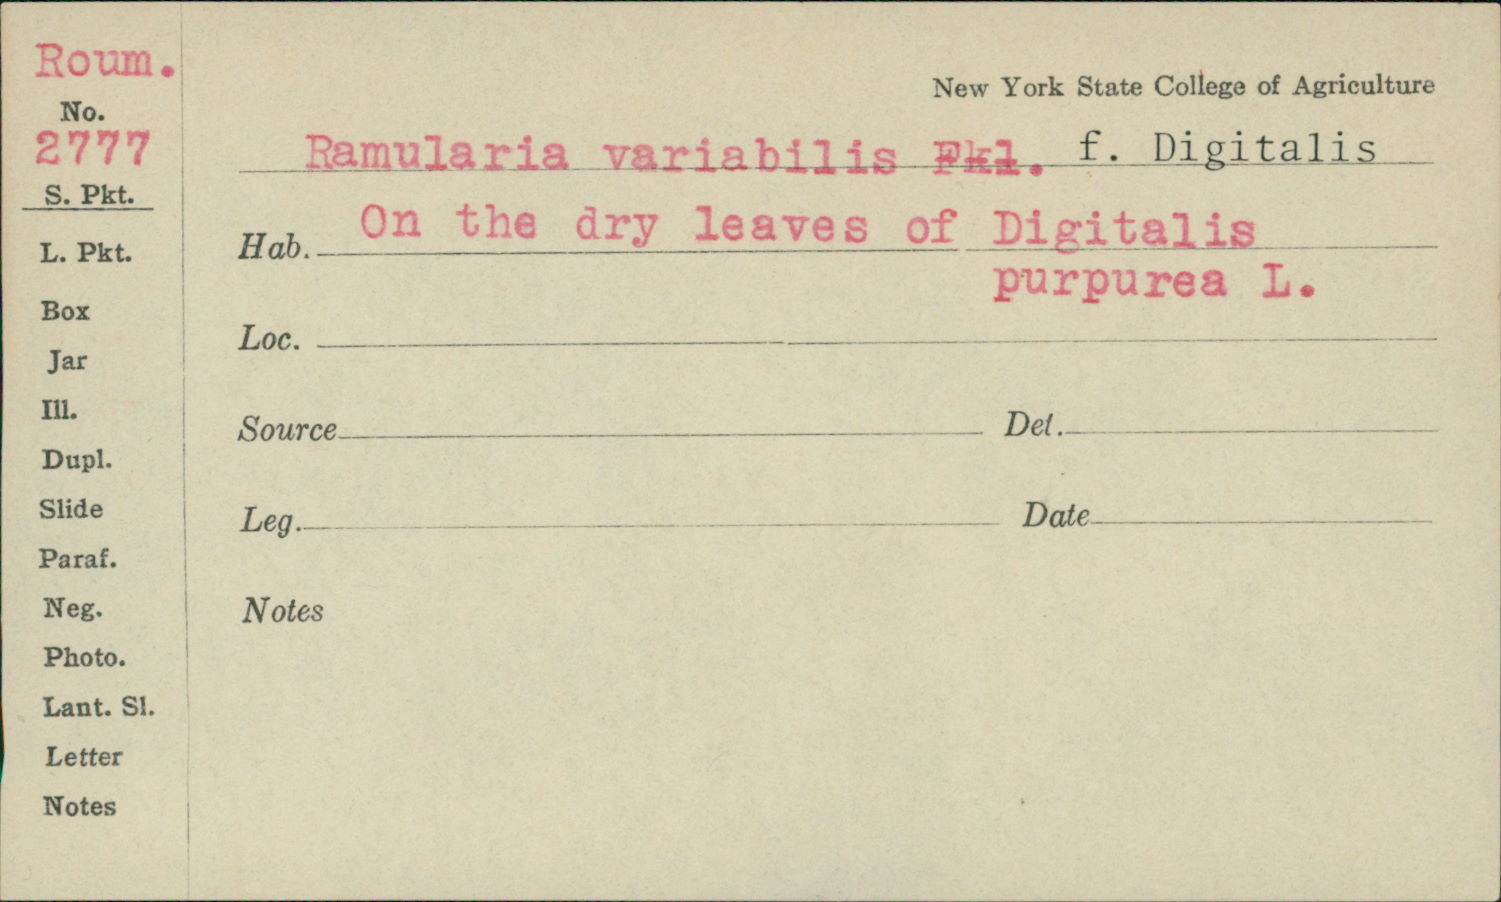 Roum.
No.
2777
S. Pkt.
L. Pkt.
Box
Jar
Ill.
Dupl.
Slide
Paraf.
Neg.
Photo.
Lant. Sl.
Letter
Notes
New York State College of Agriculture
Ramularia variabilis Fkl. f. Digitalis
Hab. On the dry leaves of Digitalis
purpurea L.
Loc.
Source Det.
Leg. Date
Notes